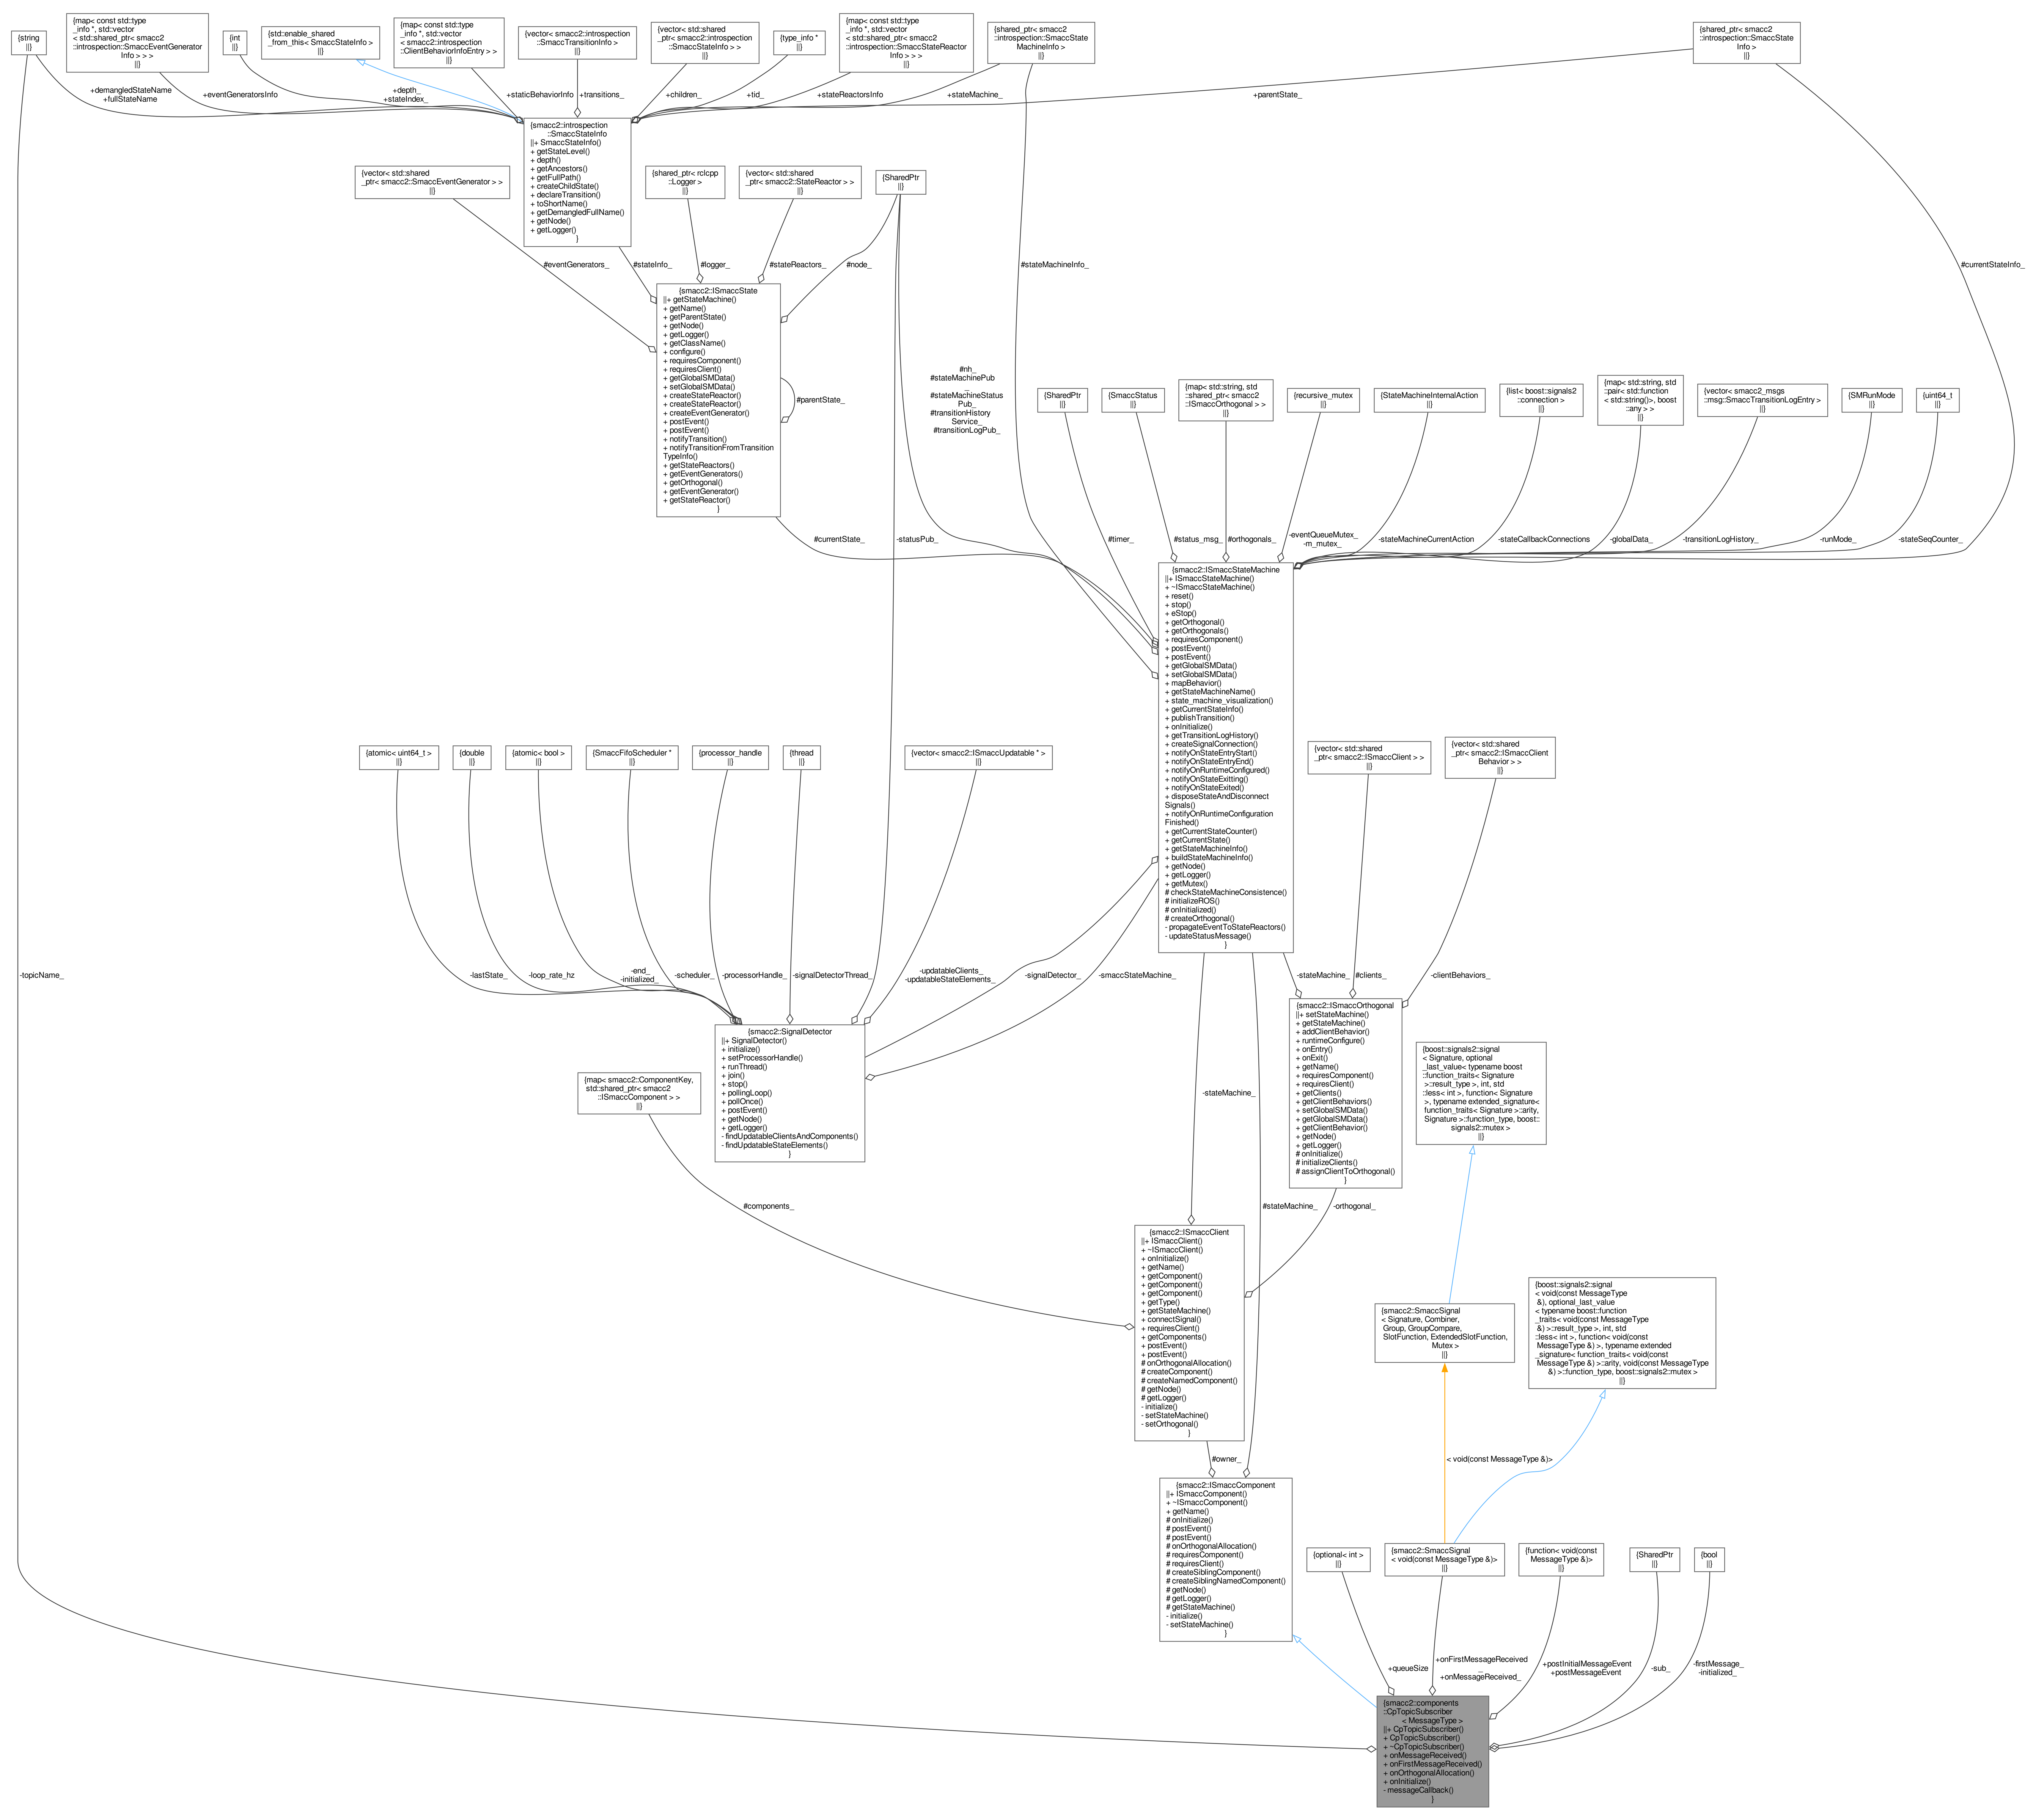 {string
||}
{map< const std::type
_info *, std::vector
< std::shared_ptr< smacc2
::introspection::SmaccEventGenerator
Info > > >
||}
{int
||}
{std::enable_shared
_from_this< SmaccStateInfo >
||}
{map< const std::type
_info *, std::vector
< smacc2::introspection
::ClientBehaviorInfoEntry > >
||}
{vector< smacc2::introspection
::SmaccTransitionInfo >
||}
{vector< std::shared
_ptr< smacc2::introspection
::SmaccStateInfo > >
||}
{type_info *
||}
{map< const std::type
_info *, std::vector
< std::shared_ptr< smacc2
::introspection::SmaccStateReactor
Info > > >
||}
{shared_ptr< smacc2
::introspection::SmaccState
MachineInfo >
||}
{shared_ptr< smacc2
::introspection::SmaccState
Info >
||}
+demangledStateName
+fullStateName
+eventGeneratorsInfo
+depth_
+stateIndex_
+staticBehaviorInfo
+transitions_
+children_
+tid_
+stateReactorsInfo
+stateMachine_
+parentState_
{smacc2::introspection
::SmaccStateInfo
||+ SmaccStateInfo()
+ getStateLevel()
+ depth()
+ getAncestors()
+ getFullPath()
+ createChildState()
+ declareTransition()
+ toShortName()
+ getDemangledFullName()
+ getNode()
+ getLogger()
}
{vector< std::shared
_ptr< smacc2::SmaccEventGenerator > >
||}
{shared_ptr< rclcpp
::Logger >
||}
{vector< std::shared
_ptr< smacc2::StateReactor > >
||}
{SharedPtr
||}
#eventGenerators_
#stateInfo_
#logger_
#stateReactors_
#node_
#stateMachineInfo_
#currentStateInfo_
{smacc2::ISmaccState
||+ getStateMachine()
+ getName()
+ getParentState()
+ getNode()
+ getLogger()
+ getClassName()
+ configure()
+ requiresComponent()
+ requiresClient()
+ getGlobalSMData()
+ setGlobalSMData()
+ createStateReactor()
+ createStateReactor()
+ createEventGenerator()
+ postEvent()
+ postEvent()
+ notifyTransition()
+ notifyTransitionFromTransition
TypeInfo()
+ getStateReactors()
+ getEventGenerators()
+ getOrthogonal()
+ getEventGenerator()
+ getStateReactor()
}
#parentState_
#nh_
#stateMachinePub
_
#stateMachineStatus
Pub_
#transitionHistory
Service_
#transitionLogPub_
{SharedPtr
||}
{SmaccStatus
||}
{map< std::string, std
::shared_ptr< smacc2
::ISmaccOrthogonal > >
||}
{recursive_mutex
||}
{StateMachineInternalAction
||}
{list< boost::signals2
::connection >
||}
{map< std::string, std
::pair< std::function
< std::string()>, boost
::any > >
||}
{vector< smacc2_msgs
::msg::SmaccTransitionLogEntry >
||}
{SMRunMode
||}
{uint64_t
||}
#currentState_
-statusPub_
#timer_
#status_msg_
#orthogonals_
-eventQueueMutex_
-m_mutex_
-stateMachineCurrentAction
-stateCallbackConnections
-globalData_
-transitionLogHistory_
-runMode_
-stateSeqCounter_
{smacc2::ISmaccStateMachine
||+ ISmaccStateMachine()
+ ~ISmaccStateMachine()
+ reset()
+ stop()
+ eStop()
+ getOrthogonal()
+ getOrthogonals()
+ requiresComponent()
+ postEvent()
+ postEvent()
+ getGlobalSMData()
+ setGlobalSMData()
+ mapBehavior()
+ getStateMachineName()
+ state_machine_visualization()
+ getCurrentStateInfo()
+ publishTransition()
+ onInitialize()
+ getTransitionLogHistory()
+ createSignalConnection()
+ notifyOnStateEntryStart()
+ notifyOnStateEntryEnd()
+ notifyOnRuntimeConfigured()
+ notifyOnStateExitting()
+ notifyOnStateExited()
+ disposeStateAndDisconnect
Signals()
+ notifyOnRuntimeConfiguration
Finished()
+ getCurrentStateCounter()
+ getCurrentState()
+ getStateMachineInfo()
+ buildStateMachineInfo()
+ getNode()
+ getLogger()
+ getMutex()
# checkStateMachineConsistence()
# initializeROS()
# onInitialized()
# createOrthogonal()
- propagateEventToStateReactors()
- updateStatusMessage()
}
{atomic< uint64_t >
||}
{double
||}
{atomic< bool >
||}
{SmaccFifoScheduler *
||}
{processor_handle
||}
{thread
||}
{vector< smacc2::ISmaccUpdatable * >
||}
{vector< std::shared
_ptr< smacc2::ISmaccClient > >
||}
{vector< std::shared
_ptr< smacc2::ISmaccClient
Behavior > >
||}
-topicName_
-lastState_
-loop_rate_hz
-end_
-initialized_
-scheduler_
-processorHandle_
-signalDetectorThread_
-updatableClients_
-updatableStateElements_
-signalDetector_
-smaccStateMachine_
-stateMachine_
#clients_
-clientBehaviors_
{smacc2::SignalDetector
||+ SignalDetector()
+ initialize()
+ setProcessorHandle()
+ runThread()
+ join()
+ stop()
+ pollingLoop()
+ pollOnce()
+ postEvent()
+ getNode()
+ getLogger()
- findUpdatableClientsAndComponents()
- findUpdatableStateElements()
}
{smacc2::ISmaccOrthogonal
||+ setStateMachine()
+ getStateMachine()
+ addClientBehavior()
+ runtimeConfigure()
+ onEntry()
+ onExit()
+ getName()
+ requiresComponent()
+ requiresClient()
+ getClients()
+ getClientBehaviors()
+ setGlobalSMData()
+ getGlobalSMData()
+ getClientBehavior()
+ getNode()
+ getLogger()
# onInitialize()
# initializeClients()
# assignClientToOrthogonal()
}
{map< smacc2::ComponentKey,
std::shared_ptr< smacc2
::ISmaccComponent > >
||}
{boost::signals2::signal
< Signature, optional
_last_value< typename boost
::function_traits< Signature
>::result_type >, int, std
::less< int >, function< Signature
>, typename extended_signature<
function_traits< Signature >::arity,
Signature >::function_type, boost::
signals2::mutex >
||}
-stateMachine_
#components_
#stateMachine_
-orthogonal_
{smacc2::ISmaccClient
||+ ISmaccClient()
+ ~ISmaccClient()
+ onInitialize()
+ getName()
+ getComponent()
+ getComponent()
+ getComponent()
+ getType()
+ getStateMachine()
+ connectSignal()
+ requiresClient()
+ getComponents()
+ postEvent()
+ postEvent()
# onOrthogonalAllocation()
# createComponent()
# createNamedComponent()
# getNode()
# getLogger()
- initialize()
- setStateMachine()
- setOrthogonal()
}
{smacc2::SmaccSignal
< Signature, Combiner,
Group, GroupCompare,
SlotFunction, ExtendedSlotFunction,
Mutex >
||}
{boost::signals2::signal
< void(const MessageType
&), optional_last_value
< typename boost::function
_traits< void(const MessageType
&) >::result_type >, int, std
::less< int >, function< void(const
MessageType &) >, typename extended
_signature< function_traits< void(const
MessageType &) >::arity, void(const MessageType
&) >::function_type, boost::signals2::mutex >
||}
#owner_
< void(const MessageType &)>
{smacc2::ISmaccComponent
||+ ISmaccComponent()
+ ~ISmaccComponent()
+ getName()
# onInitialize()
# postEvent()
# postEvent()
# onOrthogonalAllocation()
# requiresComponent()
# requiresClient()
# createSiblingComponent()
# createSiblingNamedComponent()
# getNode()
# getLogger()
# getStateMachine()
- initialize()
- setStateMachine()
}
{optional< int >
||}
{smacc2::SmaccSignal
< void(const MessageType &)>
||}
{function< void(const
MessageType &)>
||}
{SharedPtr
||}
{bool
||}
+queueSize
+onFirstMessageReceived
_
+onMessageReceived_
+postInitialMessageEvent
+postMessageEvent
-sub_
-firstMessage_
-initialized_
{smacc2::components
::CpTopicSubscriber
< MessageType >
||+ CpTopicSubscriber()
+ CpTopicSubscriber()
+ ~CpTopicSubscriber()
+ onMessageReceived()
+ onFirstMessageReceived()
+ onOrthogonalAllocation()
+ onInitialize()
- messageCallback()
}